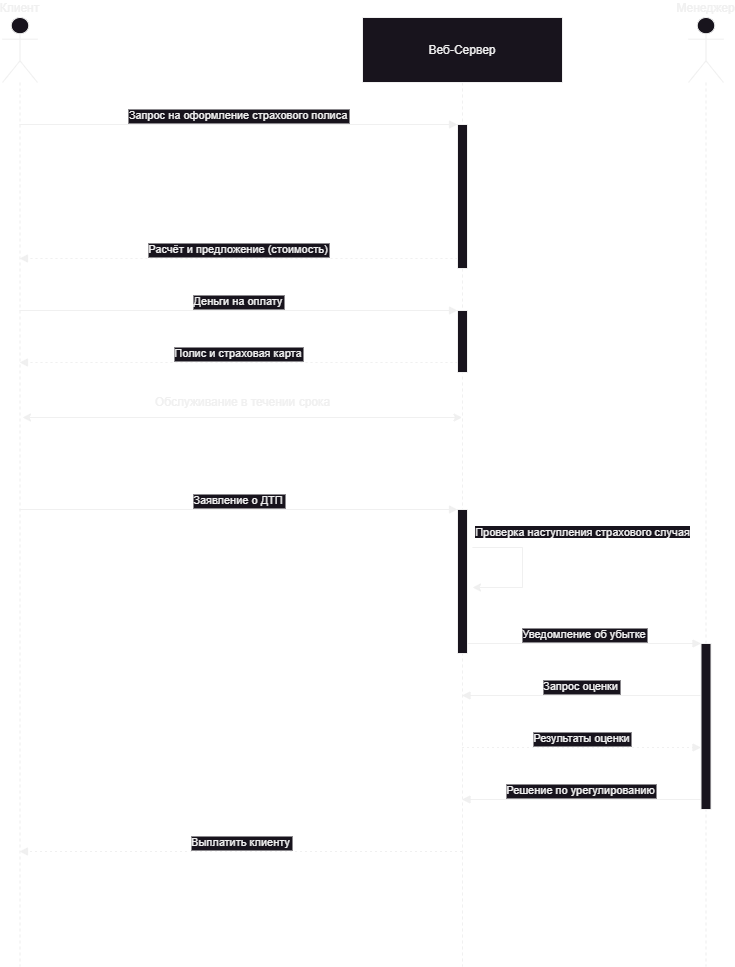 Клиент
Менеджер
Веб-Сервер
Запрос на оформление страхового полиса
Расчёт и предложение (стоимость)
Деньги на оплату
Полис и страховая карта
Обслуживание в течении срока
Заявление о ДТП
Проверка наступления страхового случая
Уведомление об убытке
Запрос оценки
Результаты оценки
Решение по урегулированию
Выплатить клиенту